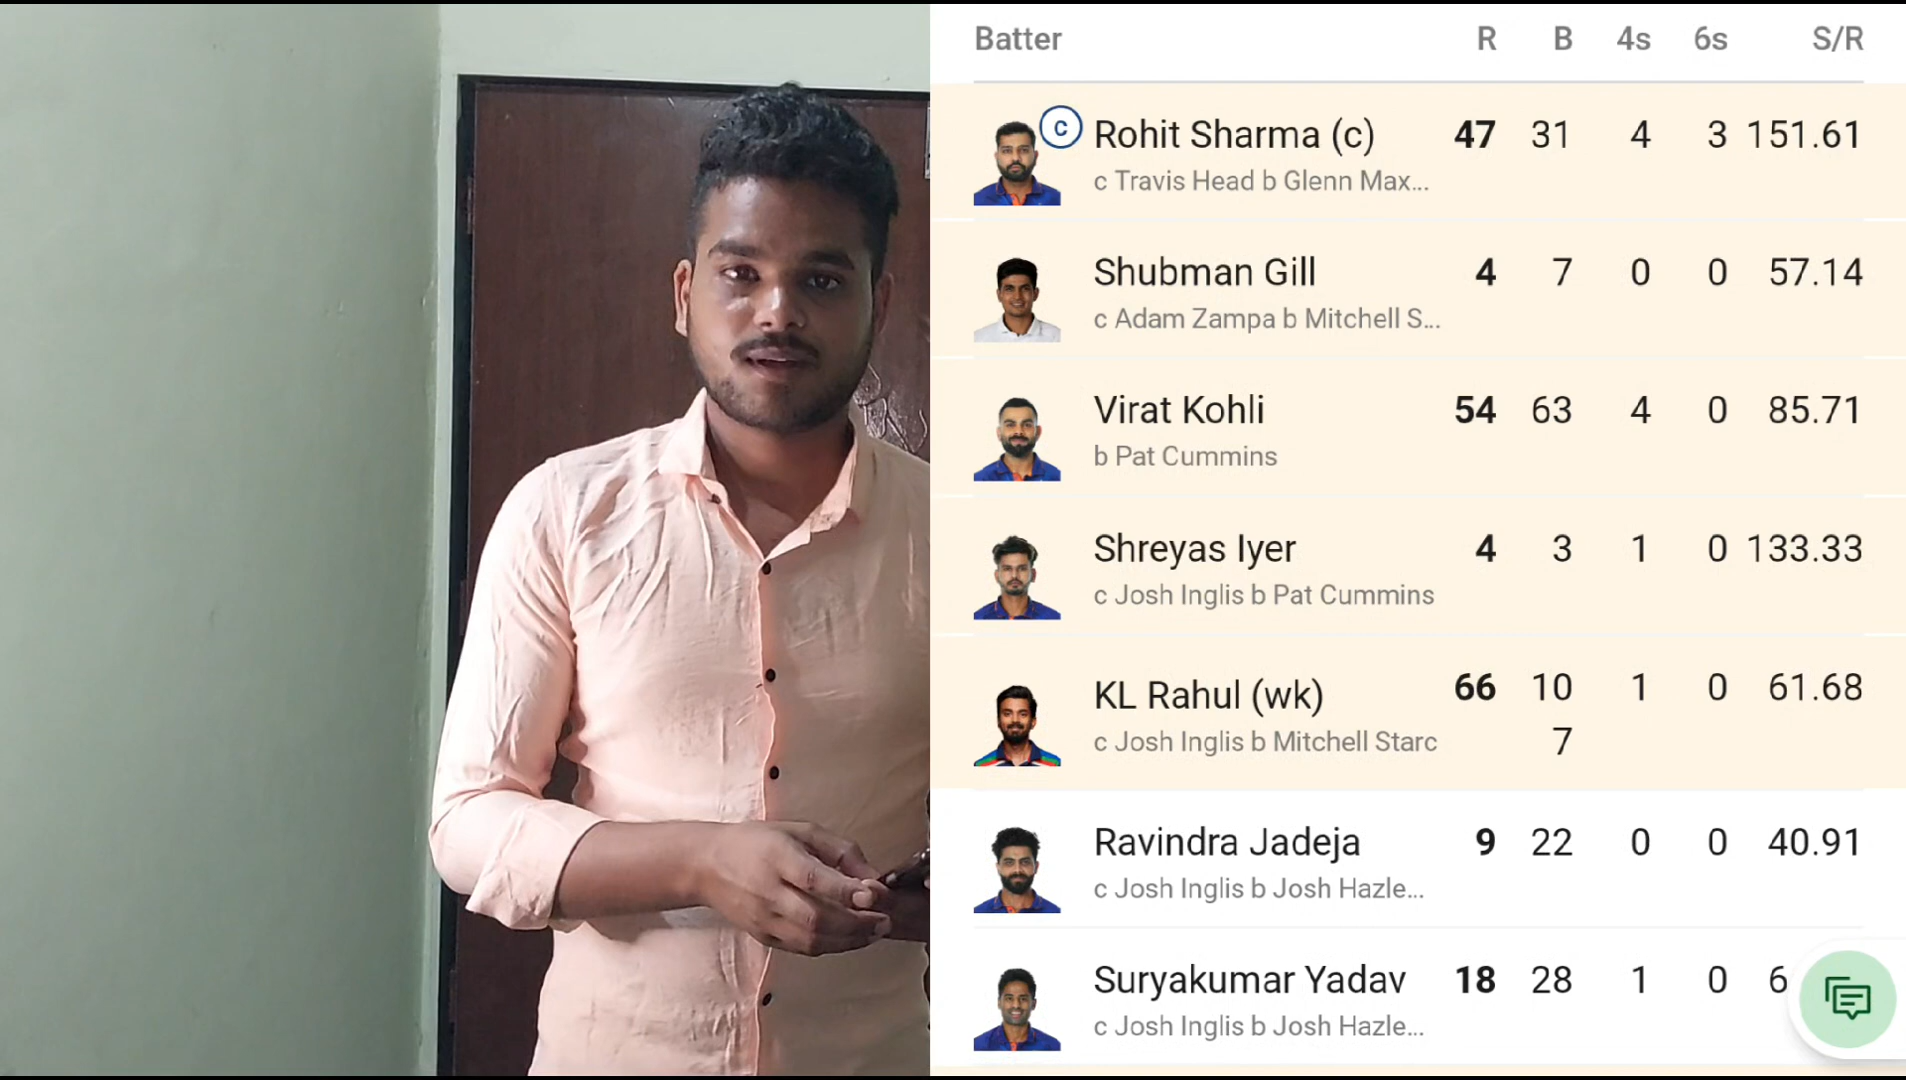 Batter R B 4s 6s S/R
C Rohit Sharma (c) 47 31 4 3 151.61
c Travis Head b Glenn Max...
Shubman Gill 4 7 0 0 57.14
c Adam Zampa b Mitchell S...
Virat Kohli 54 63 4 0 85.71
b Pat Cummins
Shreyas Iyer 4 3 1 0 133.33
c Josh Inglis b Pat Cummins
KL Rahul (wk) 66 10 1 0 61.68
c Josh Inglis b Mitchell Starc 7
Ravindra Jadeja 9 22 0 0 40.91
c Josh Inglis b Josh Hazle...
Suryakumar Yadav 18 28 1 0 6
c Josh Inglis b Josh Hazle...